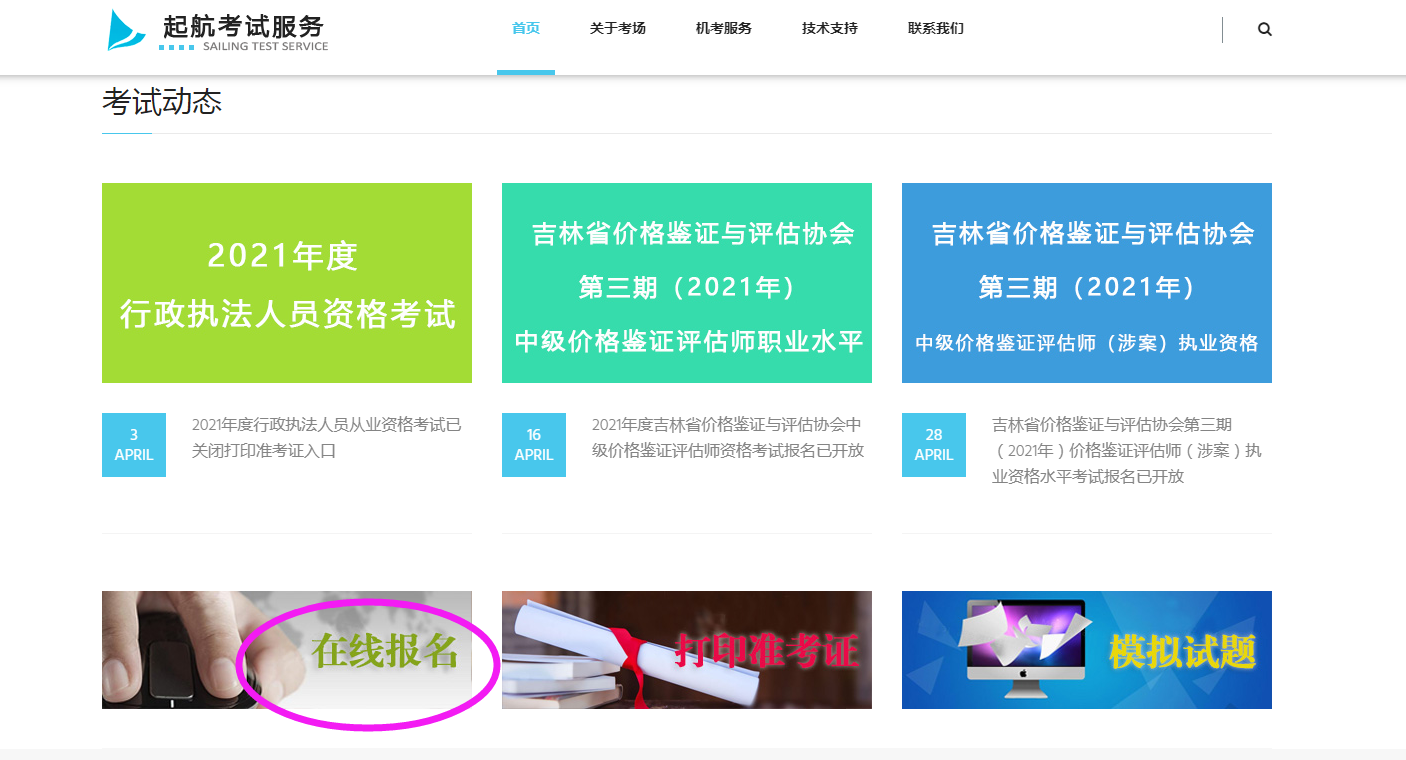 起航考试服务
SAILING TEST SERVICE
首页 关于考场 机考服务 技术支持 联系我们
考试动态
2021年度
行政执法人员资格考试
吉林省价格鉴证与评估协会
第三期（2021年）
中级价格鉴证评估师职业水平
吉林省价格鉴证与评估协会
第三期（2021年）
中级价格鉴证评估师（涉案）执业资格
3
APRIL
2021年度行政执法人员从业资格考试已
关闭打印准考证入口
16
APRIL
2021年度吉林省价格鉴证与评估协会中
级价格鉴证评估师资格考试报名已开放
28
APRIL
吉林省价格鉴证与评估协会第三期
（2021年）价格鉴证评估师（涉案）执
业资格水平考试报名已开放
在线报名
打印准考证
模拟试题